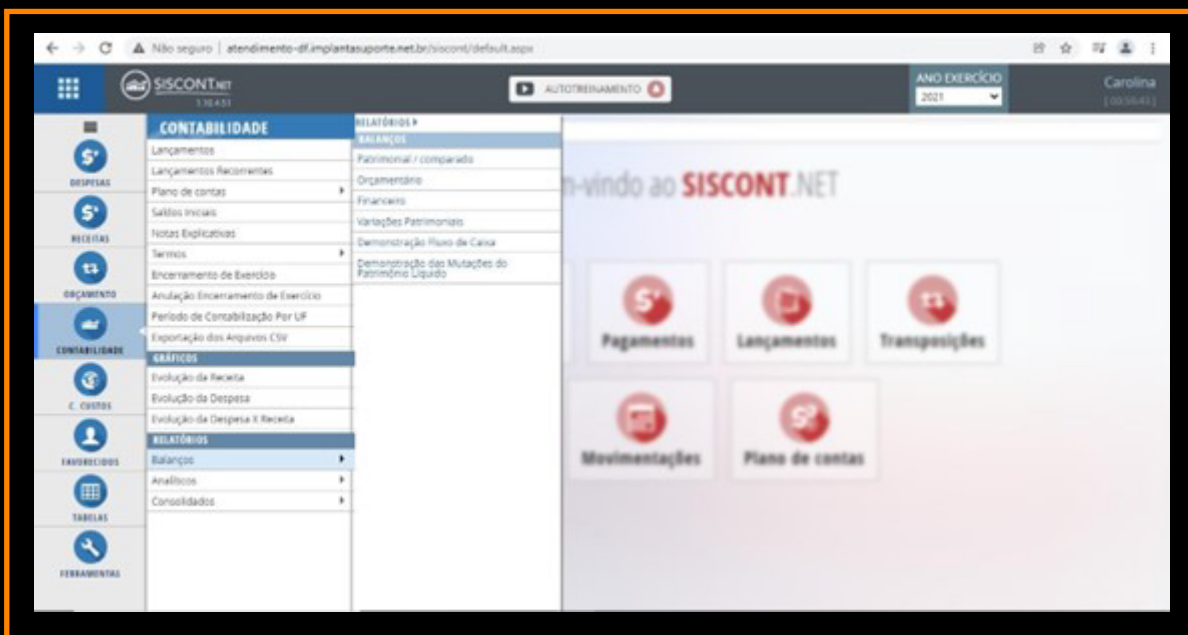 Não seguro | atendimento-df.implantasuporte.net.br/siscont/default.aspx
SISCONT.NET
1.10.4.51
AUTOTREINAMENTO
ANO EXERCÍCIO
2021
Carolina
DESPESAS
RECEITAS
ORÇAMENTO
CONTABILIDADE
C. CUSTOS
FAVORECIDOS
TABELAS
FERRAMENTAS
CONTABILIDADE
Lançamentos
Lançamentos Recorrentes
Plano de contas
Saldos Iniciais
Notas Explicativas
Termos
Encerramento de Exercício
Anulação Encerramento de Exercício
Período de Contabilização Por UF
Exportação dos Arquivos CSV
GRÁFICOS
Evolução da Receita
Evolução da Despesa
Evolução da Despesa X Receita
RELATÓRIOS
Balanços
Analíticos
Consolidados
RELATÓRIOS
BALANÇOS
Patrimonial / comparado
Orçamentário
Financeiro
Variações Patrimoniais
Demonstração Fluxo de Caixa
Demonstração das Mutações do
Patrimônio Líquido
m-vindo ao SISCONT.NET
Pagamentos
Lançamentos
Transposições
Movimentações
Plano de contas